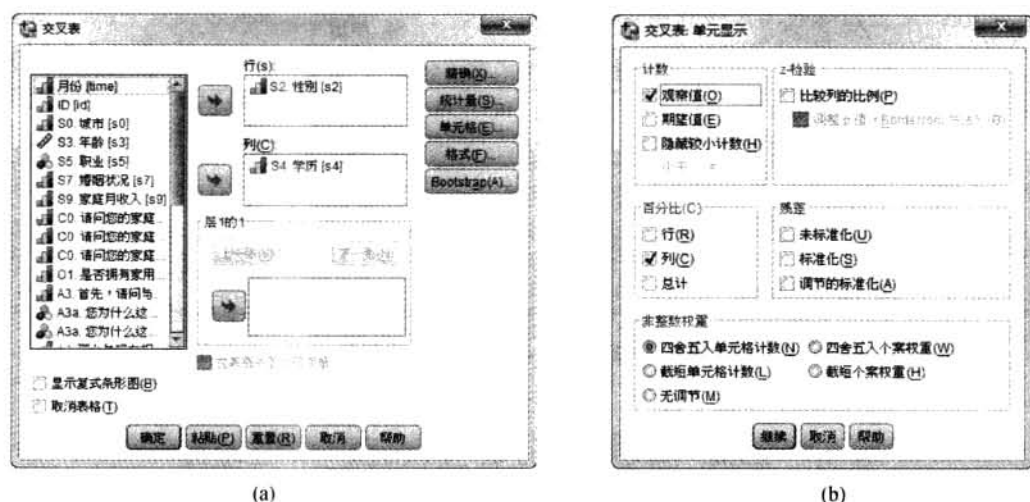 交叉表
月份 [time]
ID [id]
S0. 城市 [s0]
S3. 年龄 [s3]
S5. 职业 [s5]
S7. 婚姻状况 [s7]
S9. 家庭月收入 [s9]
C0. 请问您的家庭...
C0. 请问您的家庭...
C0. 请问您的家庭...
O1. 是否拥有家用...
A3. 首先，请问与...
A3a. 您为什么这...
A3a. 您为什么这...
行(s):
S2. 性别 [s2]
列(C):
S4. 学历 [s4]
层1的1
精确(X)...
统计量(S)...
单元格(E)...
格式(F)...
Bootstrap(A)...
显示复式条形图(B)
取消表格(T)
确定 粘贴(P) 重置(R) 取消 帮助
(a)
交叉表: 单元显示
计数
观察值(O)
期望值(E)
隐藏较小计数(H)
z-检验
比较列的比例(P)
百分比(C)
行(R)
列(C)
总计
残差
未标准化(U)
标准化(S)
调节的标准化(A)
非整数权重
四舍五入单元格计数(N) 四舍五入个案权重(W)
截短单元格计数(L) 截短个案权重(H)
无调节(M)
继续 取消 帮助
(b)